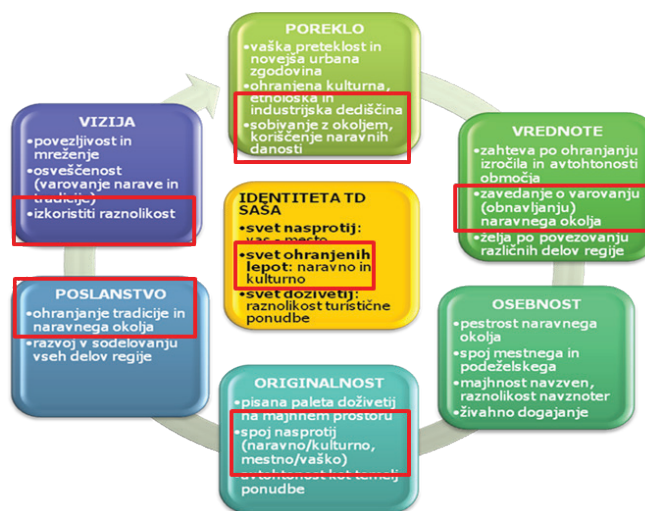 POREKLO
•vaška preteklost in
novejša urbana
zgodovina
•ohranjena kulturna,
etnološka in
industrijska dediščina
•sobivanje z okoljem,
koriščenje naravnih
danosti
VREDNOTE
•zahteva po ohranjanju
izročila in avtohtonosti
območja
•zavedanje o varovanju
(obnavljanju)
naravnega okolja
•želja po povezovanju
različnih delov regije
OSEBNOST
•pestrost naravnega
okolja
•spoj mestnega in
podeželskega
•majhnost navzven,
raznolikost navznoter
•živahno dogajanje
ORIGINALNOST
•pisana paleta doživetij
na majhnem prostoru
•spoj nasprotij
(naravno/kulturno,
mestno/vaško)
•avtohtonost kot temelj
ponudbe
POSLANSTVO
•ohranjanje tradicije in
naravnega okolja
•razvoj v sodelovanju
vseh delov regije
VIZIJA
•povezljivost in
mreženje
•osveščenost
(varovanje narave in
tradicije)
•izkoristiti raznolikost
IDENTITETA TD
SAŠA
•svet nasprotij:
vas - mesto
•svet ohranjenih
lepot: naravno in
kulturno
•svet doživetij:
raznolikost turistične
ponudbe